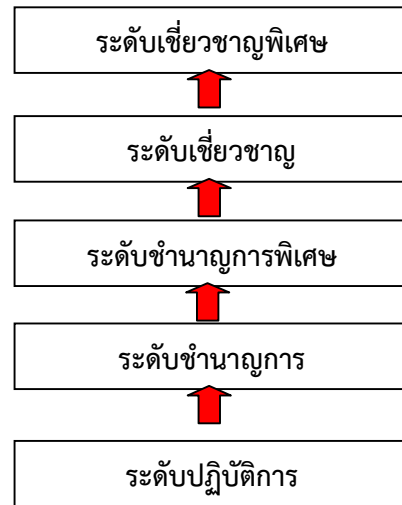 ระดับเชี่ยวชาญพิเศษ
ระดับเชี่ยวชาญ
ระดับชำนาญการพิเศษ
ระดับชำนาญการ
ระดับปฏิบัติการ